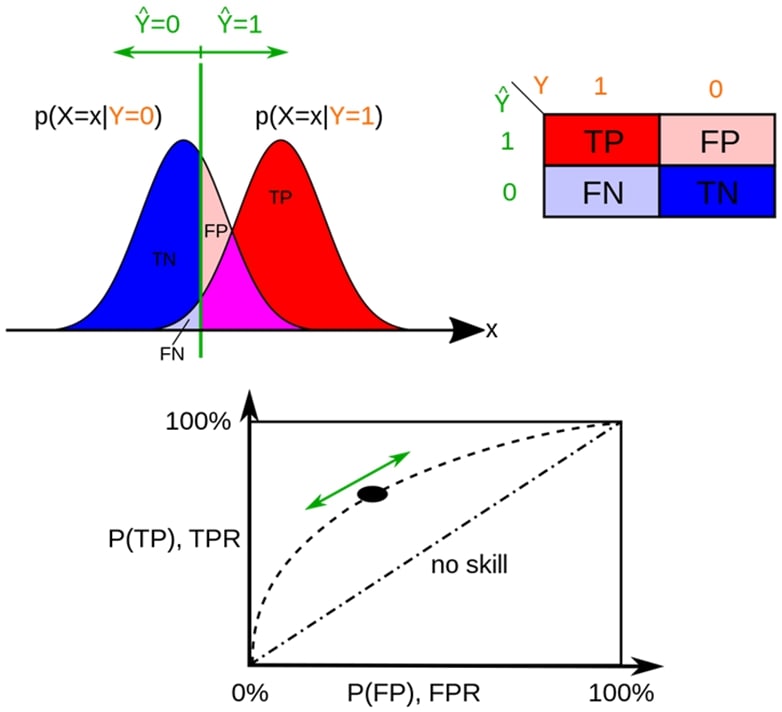 Ŷ=0 Ŷ=1
p(X=x|Y=0) p(X=x|Y=1)
TN
FP
TP
FN
x
Ŷ Y 1 0
1 TP FP
0 FN TN
100%
P(TP), TPR
no skill
0% P(FP), FPR 100%